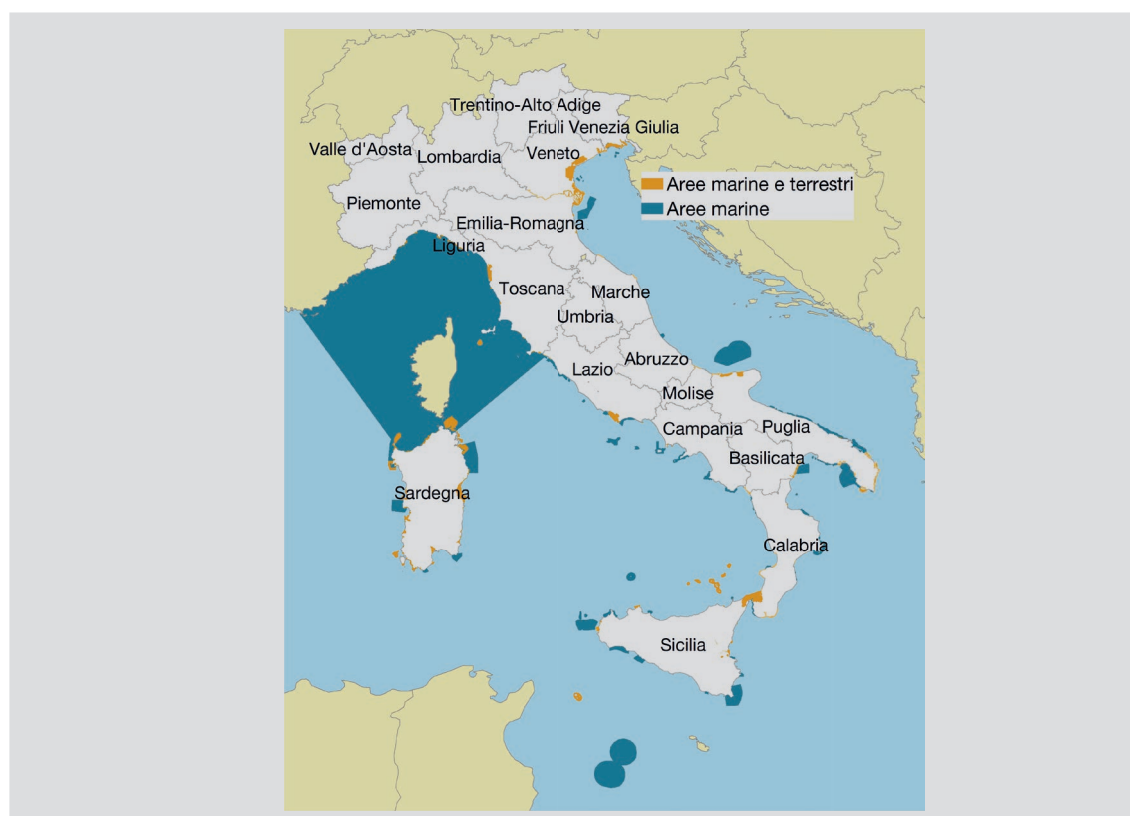 Trentino-Alto Adige
Friuli Venezia Giulia
Valle d'Aosta
Lombardia
Veneto
Aree marine e terrestri
Piemonte
Aree marine
Emilia-Romagna
Liguria
Toscana
Marche
Umbria
Abruzzo
Lazio
Molise
Campania
Puglia
Basilicata
Sardegna
Calabria
Sicilia